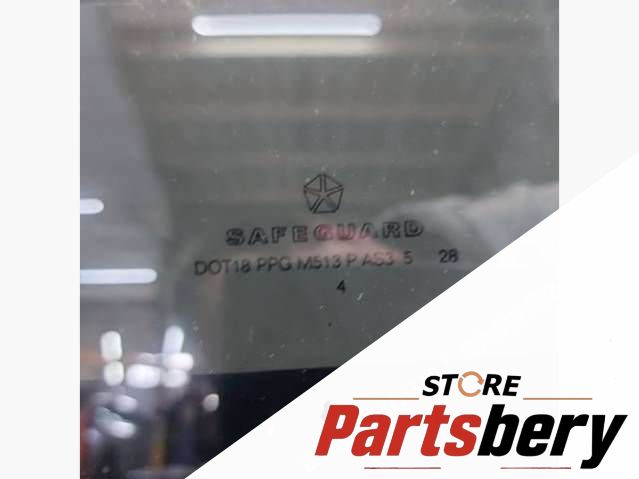 SAFEGUARD
DOT18 PPG M513 P AS3 5 28
4
STORE
Partsbery